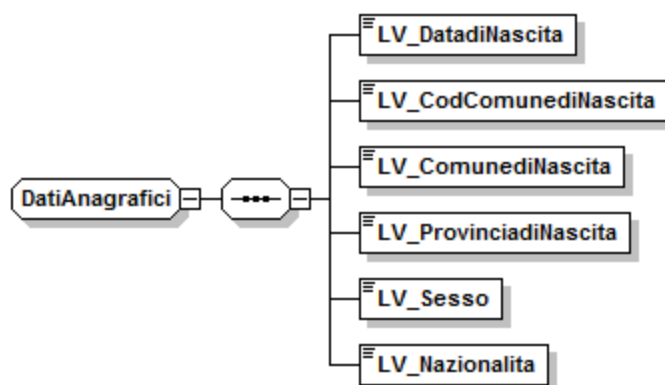 LV_DatadiNascita
LV_CodComunediNascita
LV_ComunediNascita
DatiAnagrafici
LV_ProvinciadiNascita
LV_Sesso
LV_Nazionalita